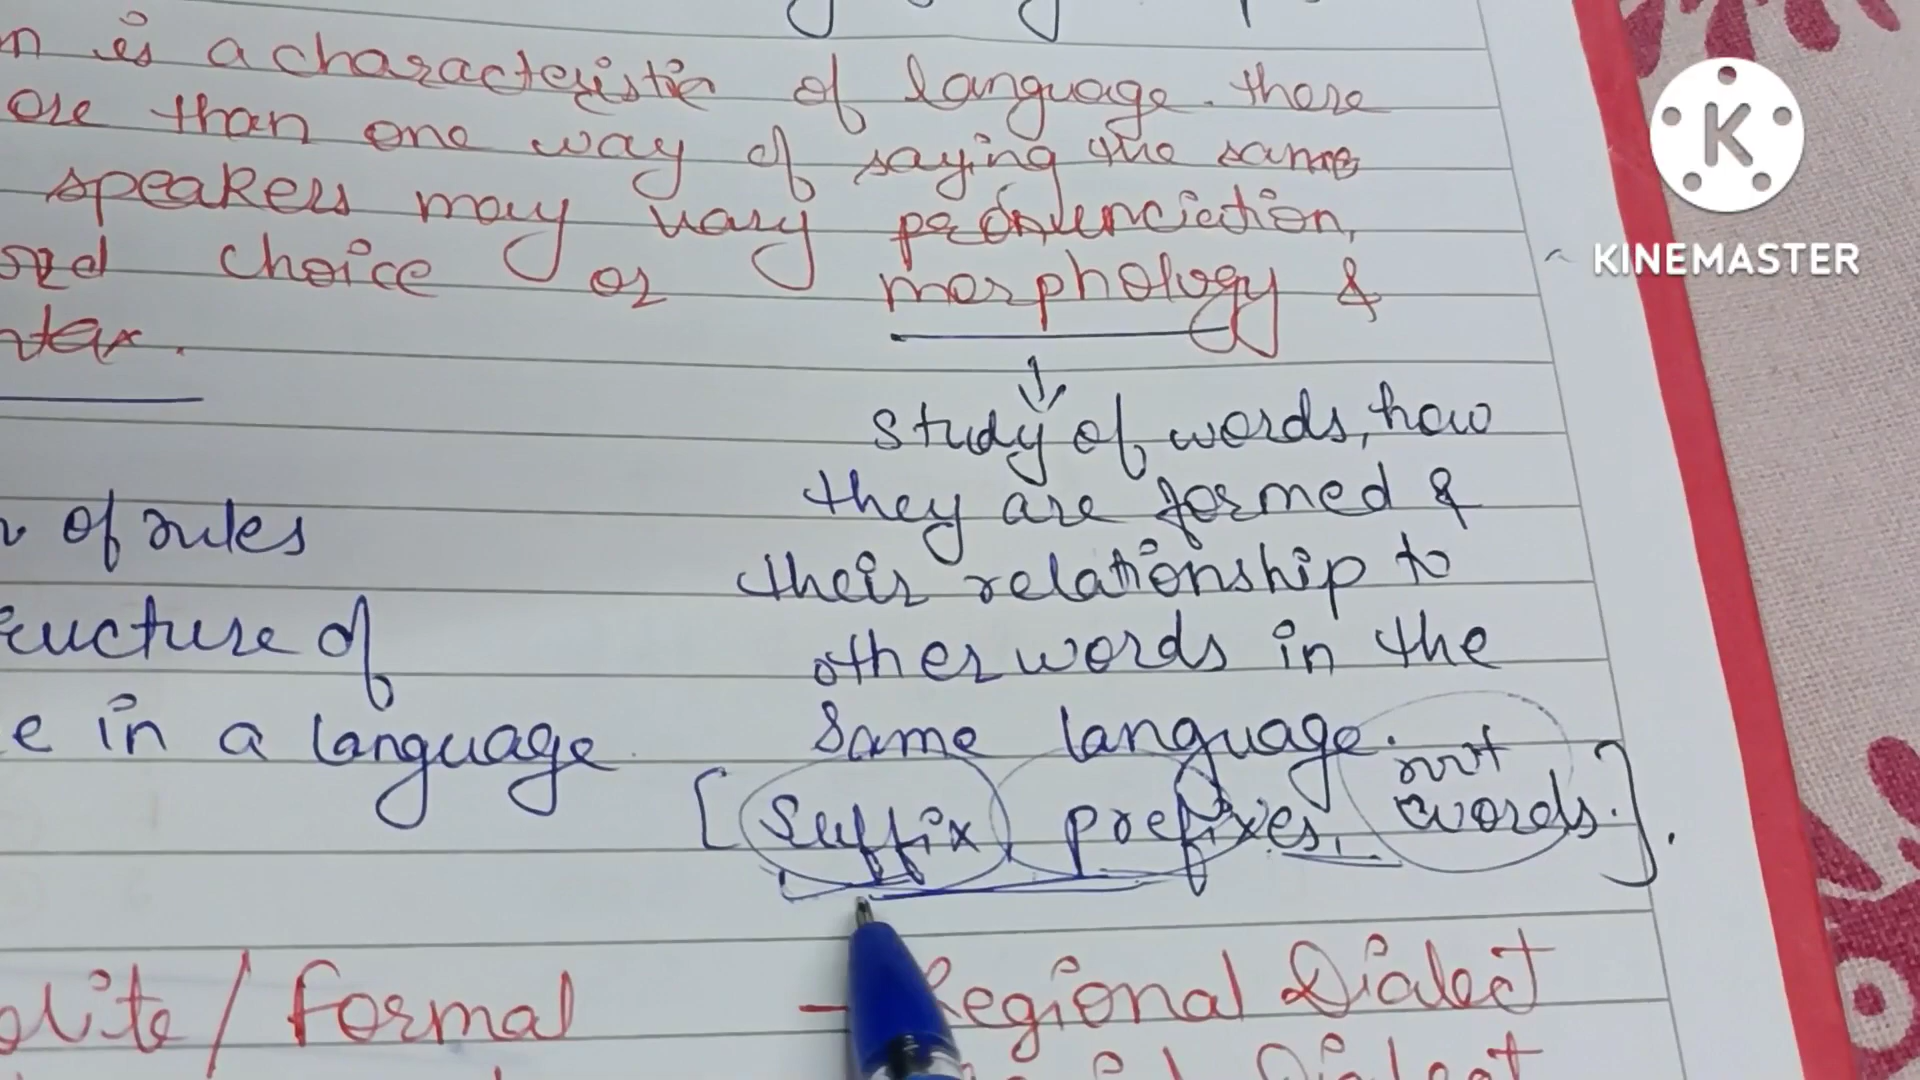 is a characteristic of language. there
than one way of saying the same
speakers may vary pronunciation,
choice or morphology &
study of words, how
they are formed &
their relationship to
of rules
other words in the
ucture of
same language.
e in a language
[suffix prefixes, root words.].
/ formal
- Regional Dialect
Dialect
K
KINEMASTER